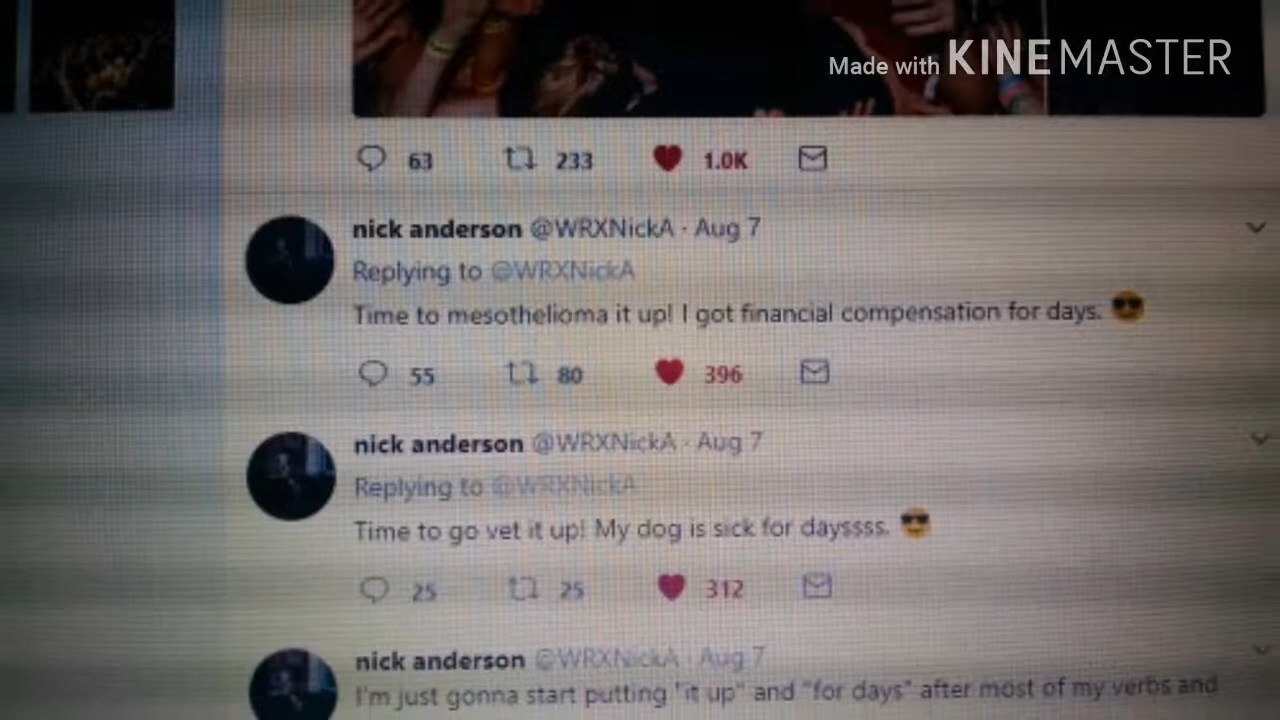 Made with KINEMASTER
63 233 1.0K
nick anderson @WRXNickA · Aug 7
Replying to @WRXNickA
Time to mesothelioma it up! I got financial compensation for days. 😎
55 80 396
nick anderson @WRXNickA · Aug 7
Replying to @WRXNickA
Time to go vet it up! My dog is sick for dayssss. 😎
25 25 312
nick anderson @WRXNickA · Aug 7
I'm just gonna start putting "it up" and "for days" after most of my verbs and